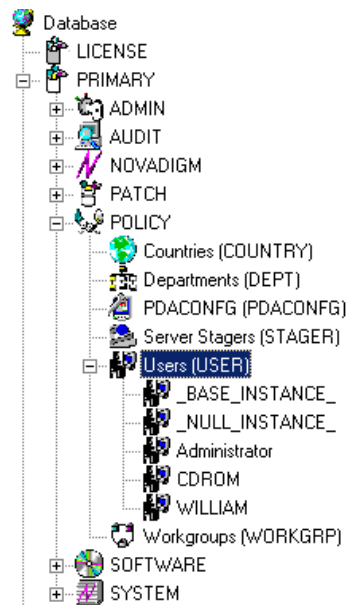 Database
LICENSE
PRIMARY
ADMIN
AUDIT
NOVADIGM
PATCH
POLICY
Countries (COUNTRY)
Departments (DEPT)
PDACONFG (PDACONFG)
Server Stagers (STAGER)
Users (USER)
_BASE_INSTANCE_
_NULL_INSTANCE_
Administrator
CDROM
WILLIAM
Workgroups (WORKGRP)
SOFTWARE
SYSTEM